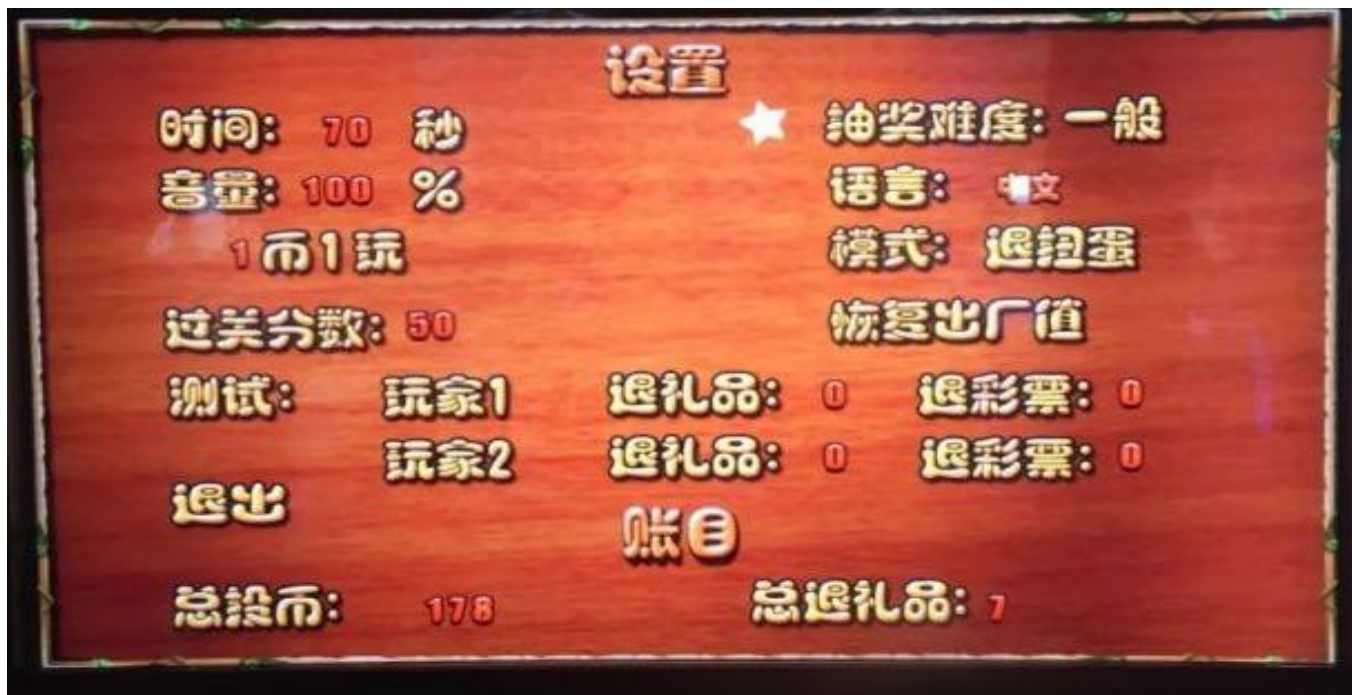 设置
时间: 70 秒 抽奖难度: 一般
音量: 100 % 语言: 中文
1 币 1 玩 模式: 退扭蛋
过关分数: 50 恢复出厂值
测试: 玩家1 退礼品: 0 退彩票: 0
玩家2 退礼品: 0 退彩票: 0
退出
账目
总投币: 178 总退礼品: 7